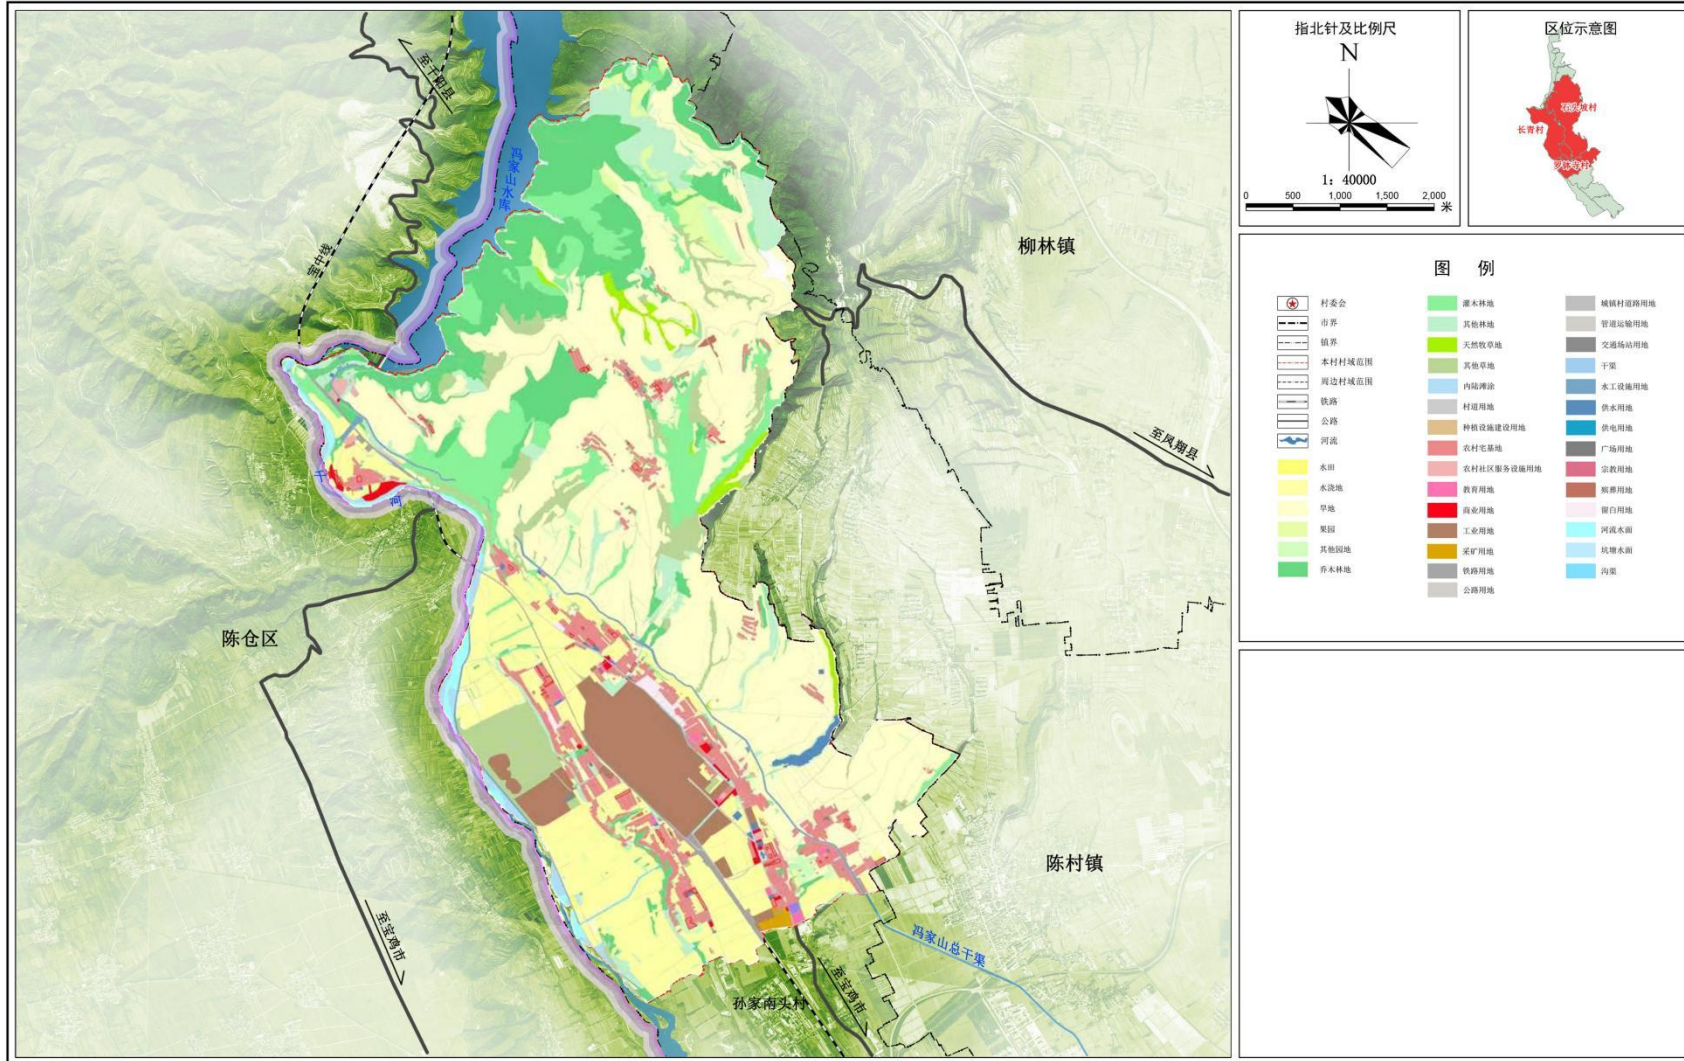 至千阳县
冯家山水库
宝中线
千
河
柳林镇
至凤翔县
陈仓区
陈村镇
至宝鸡市
冯家山总干渠
至宝鸡市
孙家南头村
指北针及比例尺
N
1: 40000
0 500 1,000 1,500 2,000 米
区位示意图
石头坡村
长青村
罗钵寺村
图 例
村委会
市界
镇界
本村村域范围
周边村域范围
铁路
公路
河流
水田
水浇地
旱地
果园
其他园地
乔木林地
灌木林地
其他林地
天然牧草地
其他草地
内陆滩涂
村道用地
种植设施建设用地
农村宅基地
农村社区服务设施用地
教育用地
商业用地
工业用地
采矿用地
铁路用地
公路用地
城镇村道路用地
管道运输用地
交通场站用地
干渠
水工设施用地
供水用地
供电用地
广场用地
宗教用地
殡葬用地
留白用地
河流水面
坑塘水面
沟渠